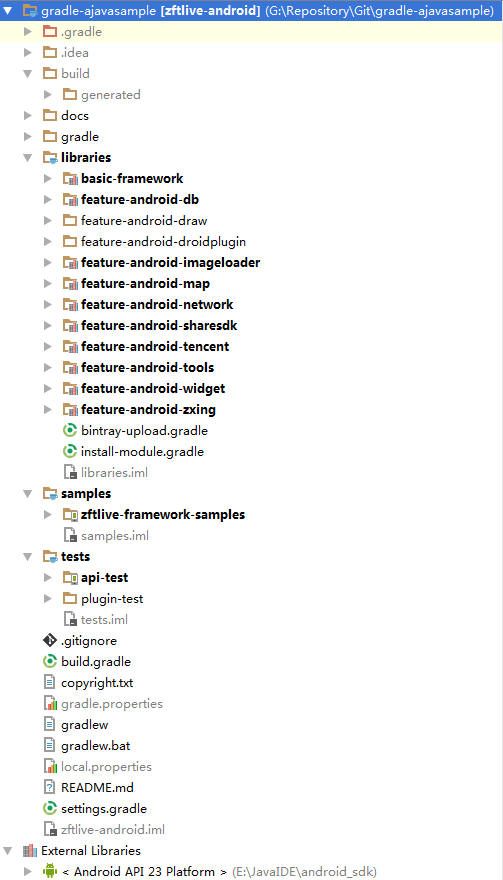 gradle-ajavasample [zftlive-android] (G:\Repository\Git\gradle-ajavasample)
.gradle
.idea
build
generated
docs
gradle
libraries
basic-framework
feature-android-db
feature-android-draw
feature-android-droidplugin
feature-android-imageloader
feature-android-map
feature-android-network
feature-android-sharesdk
feature-android-tencent
feature-android-tools
feature-android-widget
feature-android-zxing
bintray-upload.gradle
install-module.gradle
libraries.iml
samples
zftlive-framework-samples
samples.iml
tests
api-test
plugin-test
tests.iml
.gitignore
build.gradle
copyright.txt
gradle.properties
gradlew
gradlew.bat
local.properties
README.md
settings.gradle
zftlive-android.iml
External Libraries
< Android API 23 Platform > (E:\JavaIDE\android_sdk)